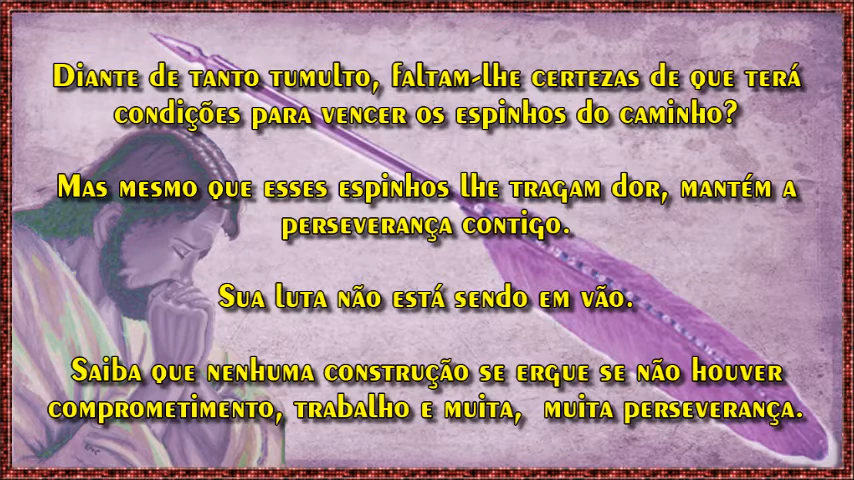 Diante de tanto tumulto, faltam-lhe certezas de que terá
condições para vencer os espinhos do caminho?
Mas mesmo que esses espinhos lhe tragam dor, mantém a
perseverança contigo.
Sua luta não está sendo em vão.
Saiba que nenhuma construção se ergue se não houver
comprometimento, trabalho e muita, muita perseverança.